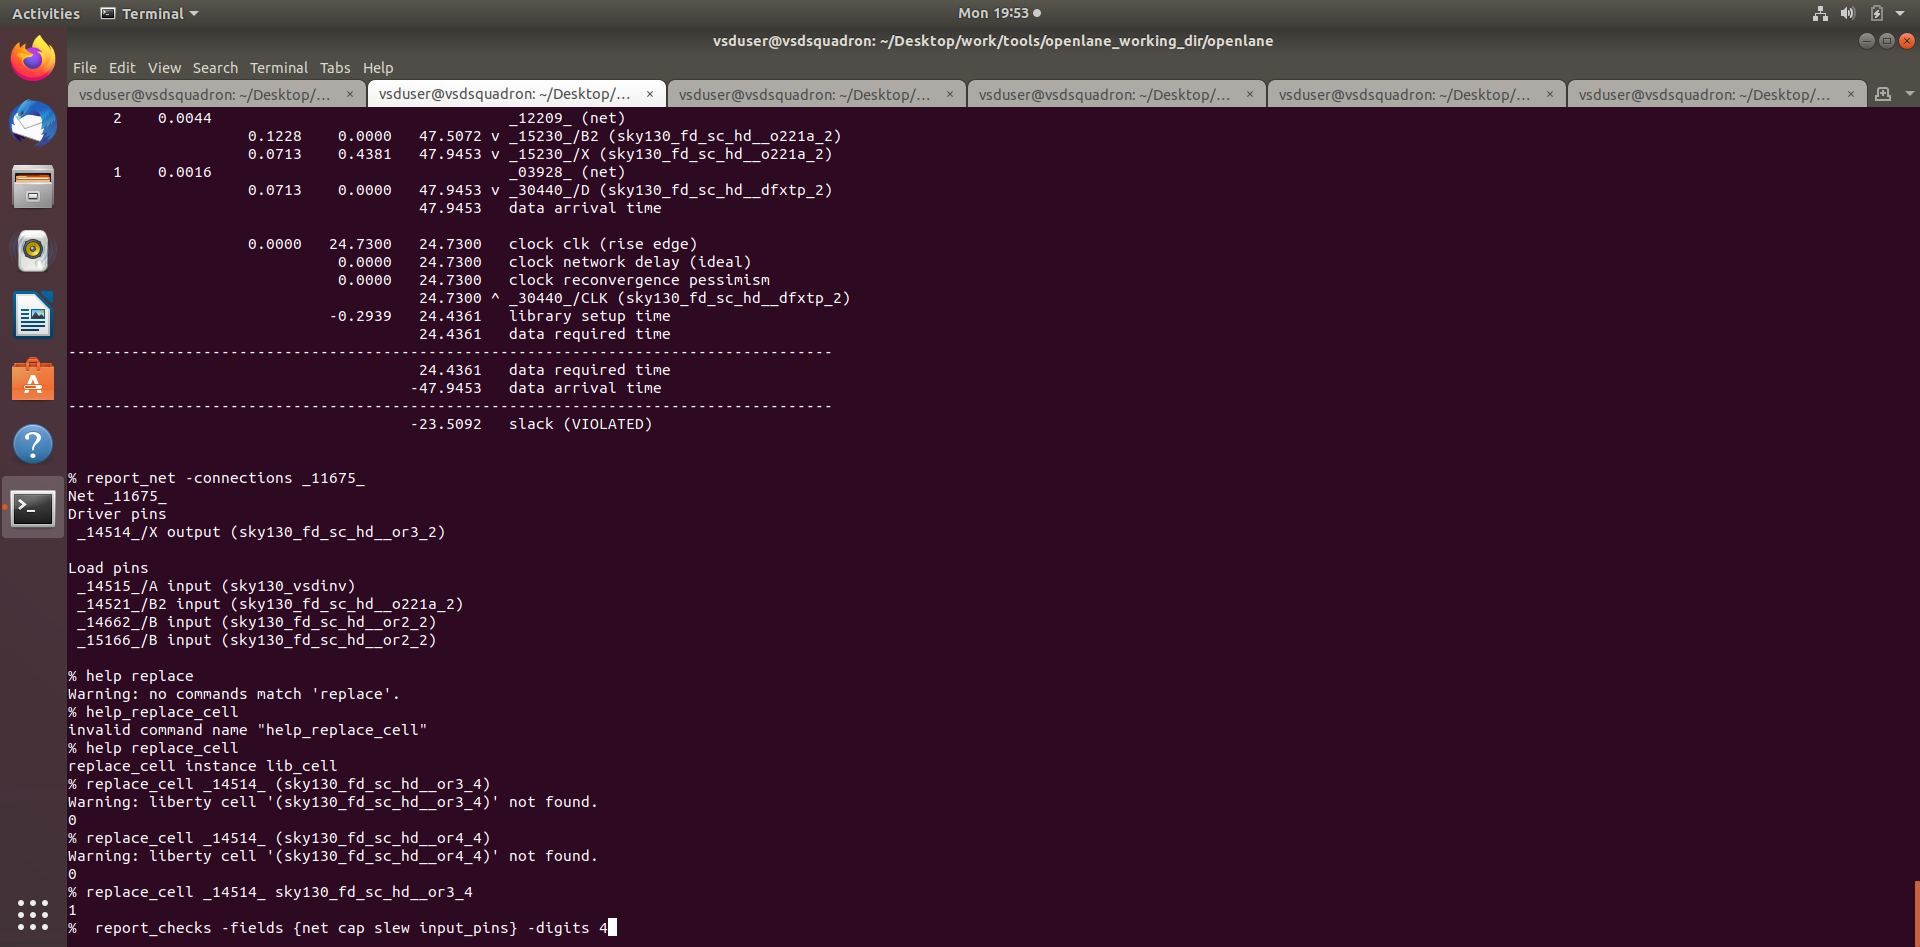 Activities Terminal Mon 19:53
vsduser@vsdsquadron: ~/Desktop/work/tools/openlane_working_dir/openlane
File Edit View Search Terminal Tabs Help
vsduser@vsdsquadron: ~/Desktop/... × vsduser@vsdsquadron: ~/Desktop/... × vsduser@vsdsquadron: ~/Desktop/... × vsduser@vsdsquadron: ~/Desktop/... × vsduser@vsdsquadron: ~/Desktop/... × vsduser@vsdsquadron: ~/Desktop/... ×
2 0.0044 _12209_ (net)
0.1228 0.0000 47.5072 v _15230_/B2 (sky130_fd_sc_hd__o221a_2)
0.0713 0.4381 47.9453 v _15230_/X (sky130_fd_sc_hd__o221a_2)
1 0.0016 _03928_ (net)
0.0713 0.0000 47.9453 v _30440_/D (sky130_fd_sc_hd__dfxtp_2)
47.9453 data arrival time
0.0000 24.7300 24.7300 clock clk (rise edge)
0.0000 24.7300 clock network delay (ideal)
0.0000 24.7300 clock reconvergence pessimism
24.7300 ^ _30440_/CLK (sky130_fd_sc_hd__dfxtp_2)
-0.2939 24.4361 library setup time
24.4361 data required time
-------------------------------------------------------------------------------------
24.4361 data required time
-47.9453 data arrival time
-------------------------------------------------------------------------------------
-23.5092 slack (VIOLATED)
% report_net -connections _11675_
Net _11675_
Driver pins
_14514_/X output (sky130_fd_sc_hd__or3_2)
Load pins
_14515_/A input (sky130_vsdinv)
_14521_/B2 input (sky130_fd_sc_hd__o221a_2)
_14662_/B input (sky130_fd_sc_hd__or2_2)
_15166_/B input (sky130_fd_sc_hd__or2_2)
% help replace
Warning: no commands match 'replace'.
% help_replace_cell
invalid command name "help_replace_cell"
% help replace_cell
replace_cell instance lib_cell
% replace_cell _14514_ (sky130_fd_sc_hd__or3_4)
Warning: liberty cell '(sky130_fd_sc_hd__or3_4)' not found.
0
% replace_cell _14514_ (sky130_fd_sc_hd__or4_4)
Warning: liberty cell '(sky130_fd_sc_hd__or4_4)' not found.
0
% replace_cell _14514_ sky130_fd_sc_hd__or3_4
1
% report_checks -fields {net cap slew input_pins} -digits 4